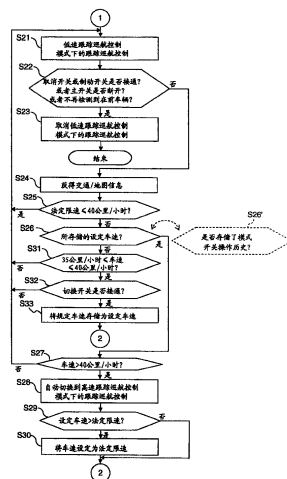 1
S21
低速跟踪巡航控制
模式下的跟踪巡航控制
S22
取消开关或制动开关是否接通?
或者主开关是否断开?
或者不再检测到在前车辆?
否
是
S23
取消低速跟踪巡航控制
模式下的跟踪巡航控制
结束
S24
获得交通/地图信息
S25
法定限速≤40公里/小时?
是
否
S26
所存储的设定车速?
是
否
S26'
是否存储了模式
开关操作历史?
S31
35公里/小时≤车速
≤40公里/小时?
否
是
S32
切换开关是否接通?
否
是
S33
将规定车速存储为设定车速
2
S27
车速>40公里/小时?
否
是
S28
自动切换到高速跟踪巡航控制
模式下的跟踪巡航控制
S29
设定车速>法定限速?
否
是
S30
将车速设定为法定限速
2